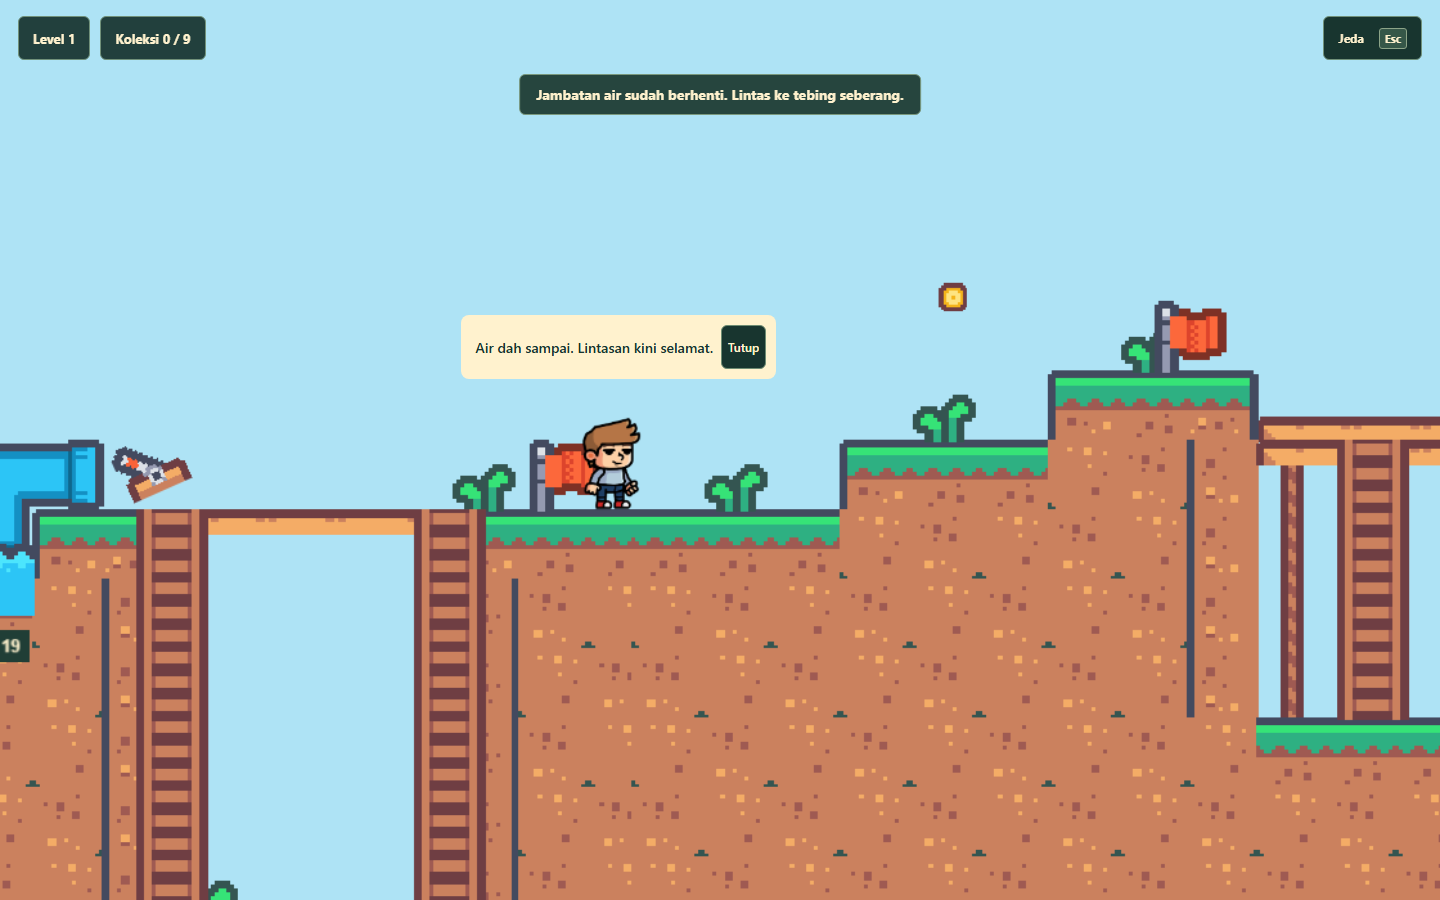 Level 1
Koleksi 0 / 9
Jeda Esc
Jambatan air sudah berhenti. Lintas ke tebing seberang.
Air dah sampai. Lintasan kini selamat. Tutup
19